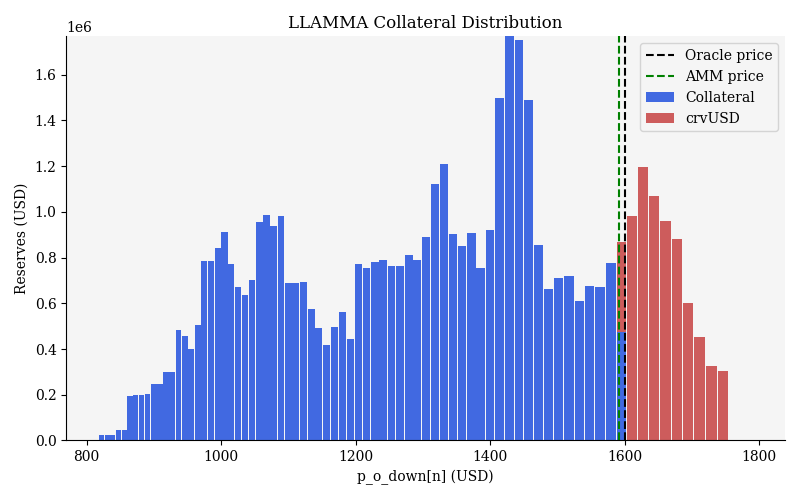 LLAMMA Collateral Distribution
1e6
1.6
1.4
1.2
1.0
0.8
0.6
0.4
0.2
0.0
Reserves (USD)
Oracle price
AMM price
Collateral
crvUSD
800 1000 1200 1400 1600 1800
p_o_down[n] (USD)